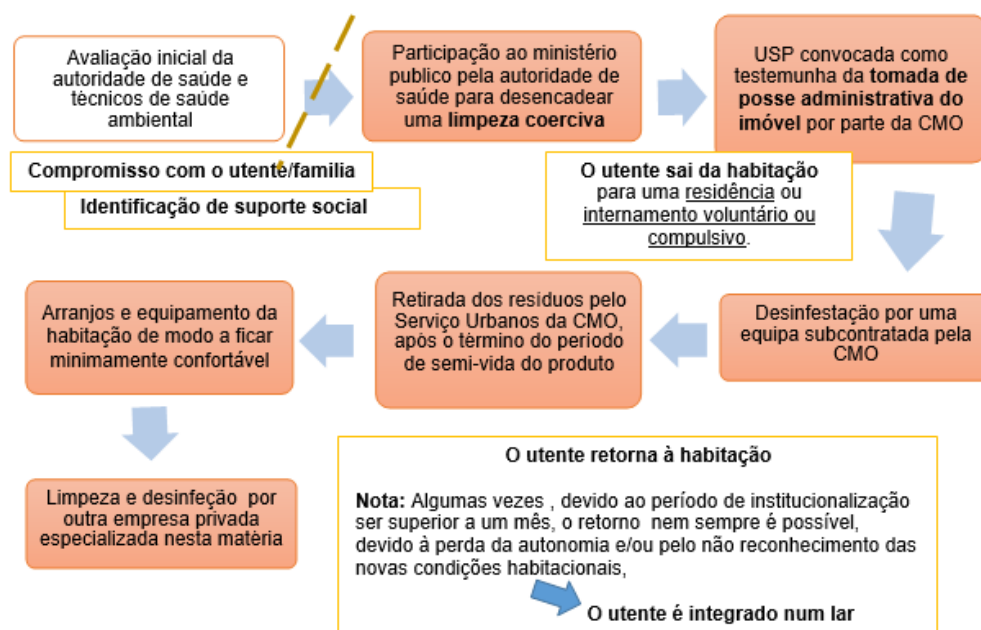 Avaliação inicial da
autoridade de saúde e
técnicos de saúde
ambiental
Compromisso com o utente/familia
Identificação de suporte social
Participação ao ministério
publico pela autoridade de
saúde para desencadear
uma limpeza coerciva
USP convocada como
testemunha da tomada de
posse administrativa do
imóvel por parte da CMO
O utente sai da habitação
para uma residência ou
internamento voluntário ou
compulsivo.
Desinfestação por uma
equipa subcontratada pela
CMO
Retirada dos resíduos pelo
Serviço Urbanos da CMO,
após o término do período
de semi-vida do produto
Arranjos e equipamento da
habitação de modo a ficar
minimamente confortável
Limpeza e desinfeção por
outra empresa privada
especializada nesta matéria
O utente retorna à habitação
Nota: Algumas vezes , devido ao período de institucionalização
ser superior a um mês, o retorno nem sempre é possível,
devido à perda da autonomia e/ou pelo não reconhecimento das
novas condições habitacionais,
O utente é integrado num lar